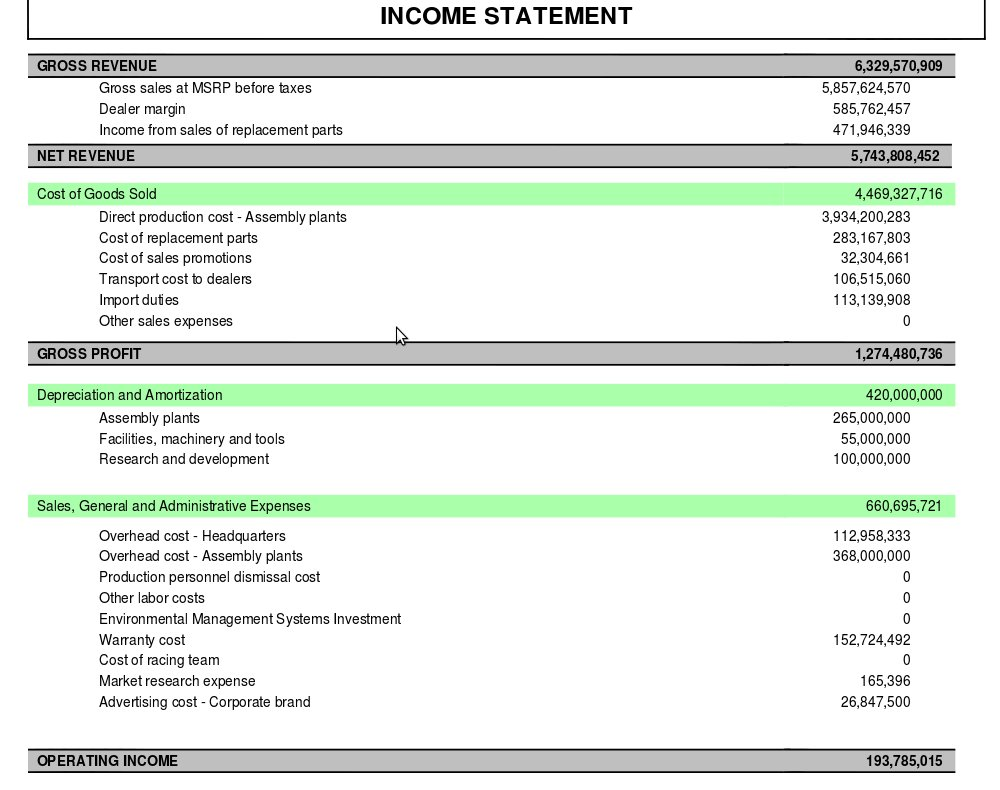 INCOME STATEMENT
GROSS REVENUE 6,329,570,909
Gross sales at MSRP before taxes 5,857,624,570
Dealer margin 585,762,457
Income from sales of replacement parts 471,946,339
NET REVENUE 5,743,808,452
Cost of Goods Sold 4,469,327,716
Direct production cost - Assembly plants 3,934,200,283
Cost of replacement parts 283,167,803
Cost of sales promotions 32,304,661
Transport cost to dealers 106,515,060
Import duties 113,139,908
Other sales expenses 0
GROSS PROFIT 1,274,480,736
Depreciation and Amortization 420,000,000
Assembly plants 265,000,000
Facilities, machinery and tools 55,000,000
Research and development 100,000,000
Sales, General and Administrative Expenses 660,695,721
Overhead cost - Headquarters 112,958,333
Overhead cost - Assembly plants 368,000,000
Production personnel dismissal cost 0
Other labor costs 0
Environmental Management Systems Investment 0
Warranty cost 152,724,492
Cost of racing team 0
Market research expense 165,396
Advertising cost - Corporate brand 26,847,500
OPERATING INCOME 193,785,015